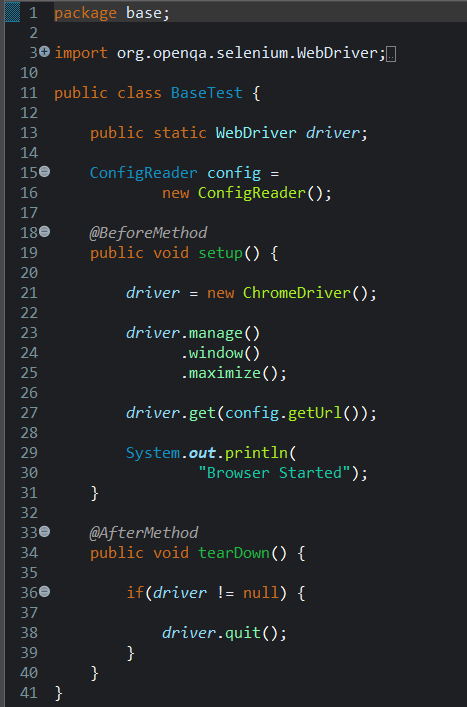 1 package base;
2
3 import org.openqa.selenium.WebDriver;
10
11 public class BaseTest {
12
13     public static WebDriver driver;
14
15     ConfigReader config =
16             new ConfigReader();
17
18     @BeforeMethod
19     public void setup() {
20
21         driver = new ChromeDriver();
22
23         driver.manage()
24               .window()
25               .maximize();
26
27         driver.get(config.getUrl());
28
29         System.out.println(
30                 "Browser Started");
31     }
32
33     @AfterMethod
34     public void tearDown() {
35
36         if(driver != null) {
37
38             driver.quit();
39         }
40     }
41 }